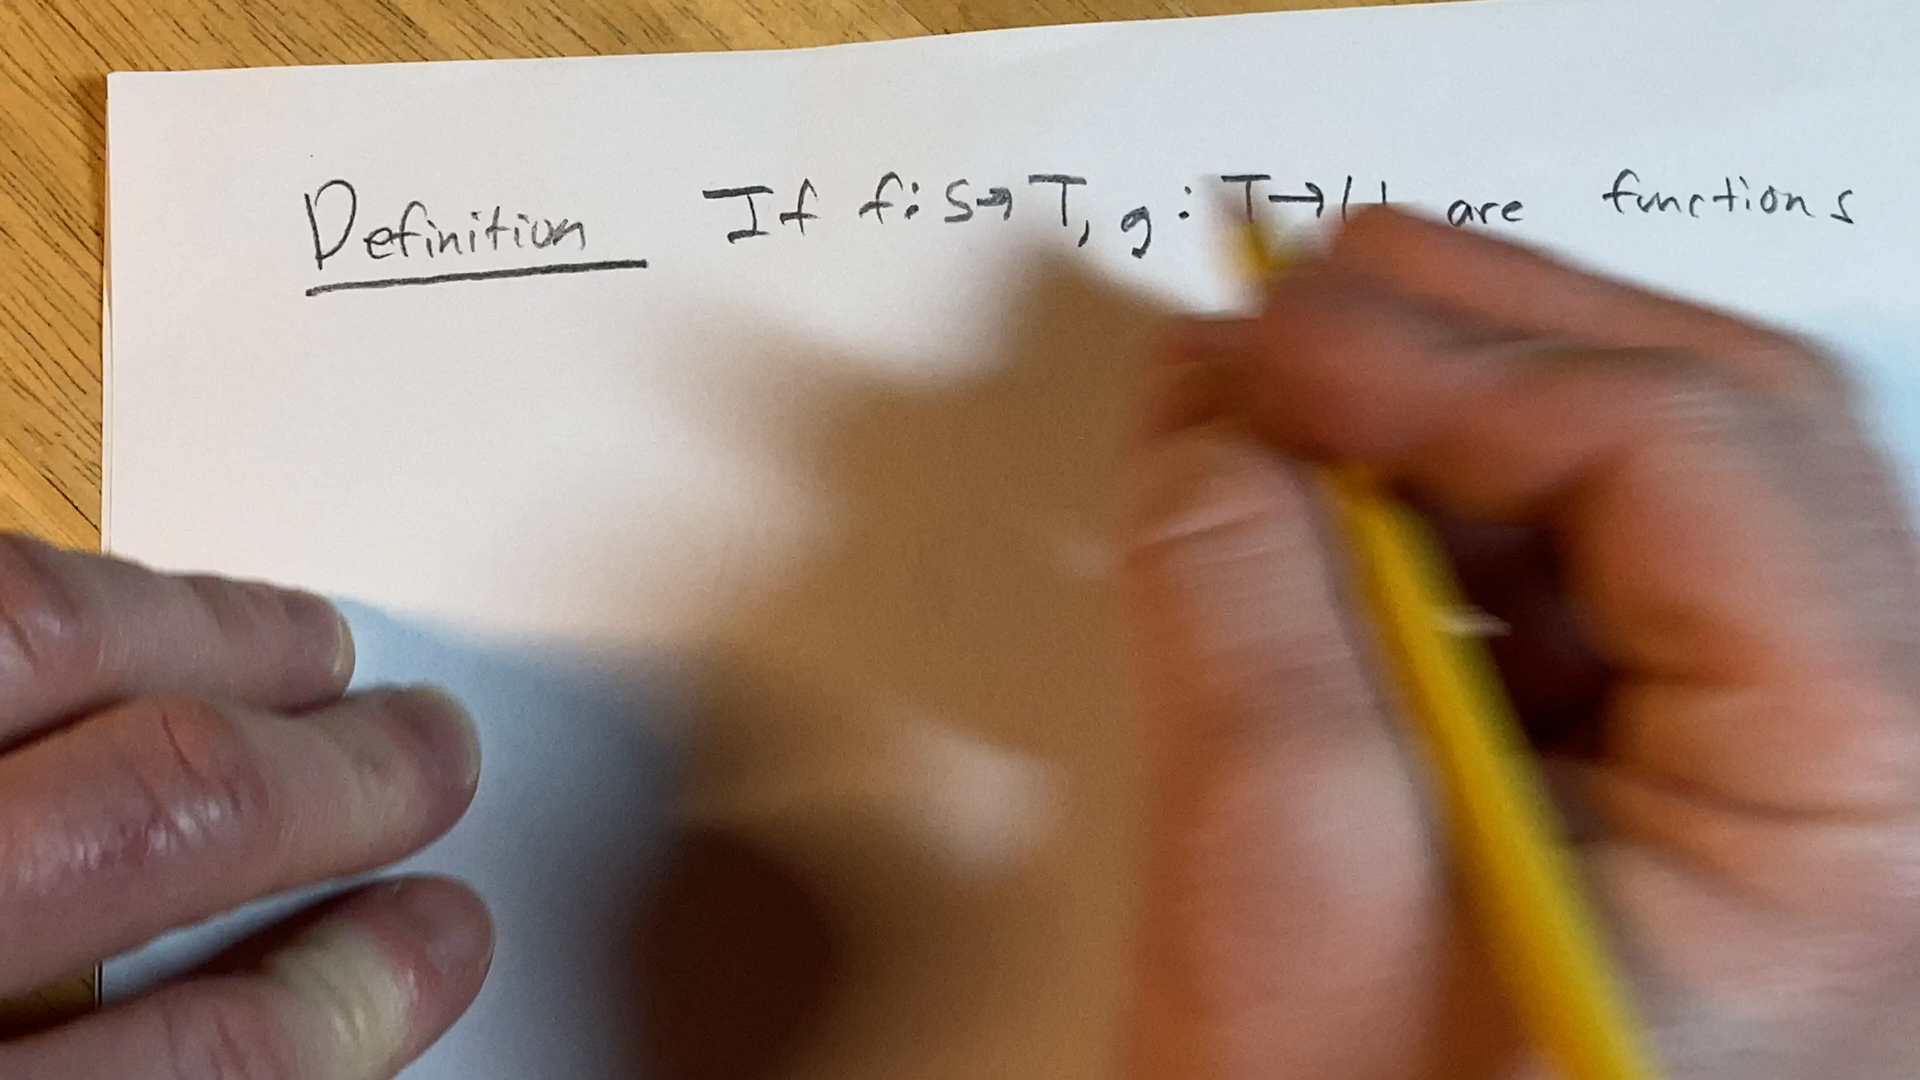 Definition If f: S→T, g: T→U are functions